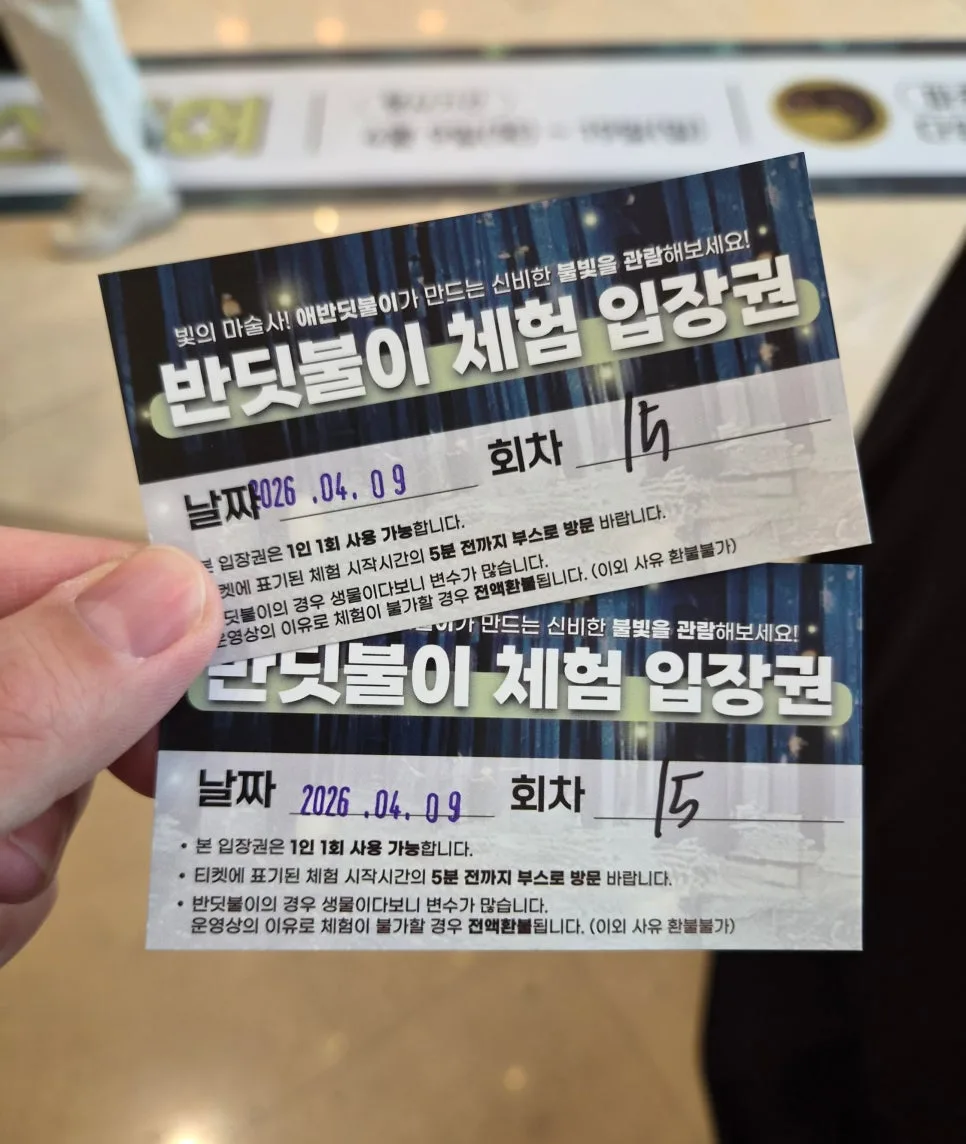 빛의 마술사! 애반딧불이가 만드는 신비한 불빛을 관람해보세요!
반딧불이 체험 입장권
날짜 2026 .04. 09 회차 15
본 입장권은 1인 1회 사용 가능합니다.
켓에 표기된 체험 시작시간의 5분 전까지 부스로 방문 바랍니다.
딧불이의 경우 생물이다보니 변수가 많습니다.
운영상의 이유로 체험이 불가할 경우 전액환불됩니다. (이외 사유 환불불가)
가 만드는 신비한 불빛을 관람해보세요!
반딧불이 체험 입장권
날짜 2026 .04. 09 회차 15
• 본 입장권은 1인 1회 사용 가능합니다.
• 티켓에 표기된 체험 시작시간의 5분 전까지 부스로 방문 바랍니다.
• 반딧불이의 경우 생물이다보니 변수가 많습니다.
운영상의 이유로 체험이 불가할 경우 전액환불됩니다. (이외 사유 환불불가)